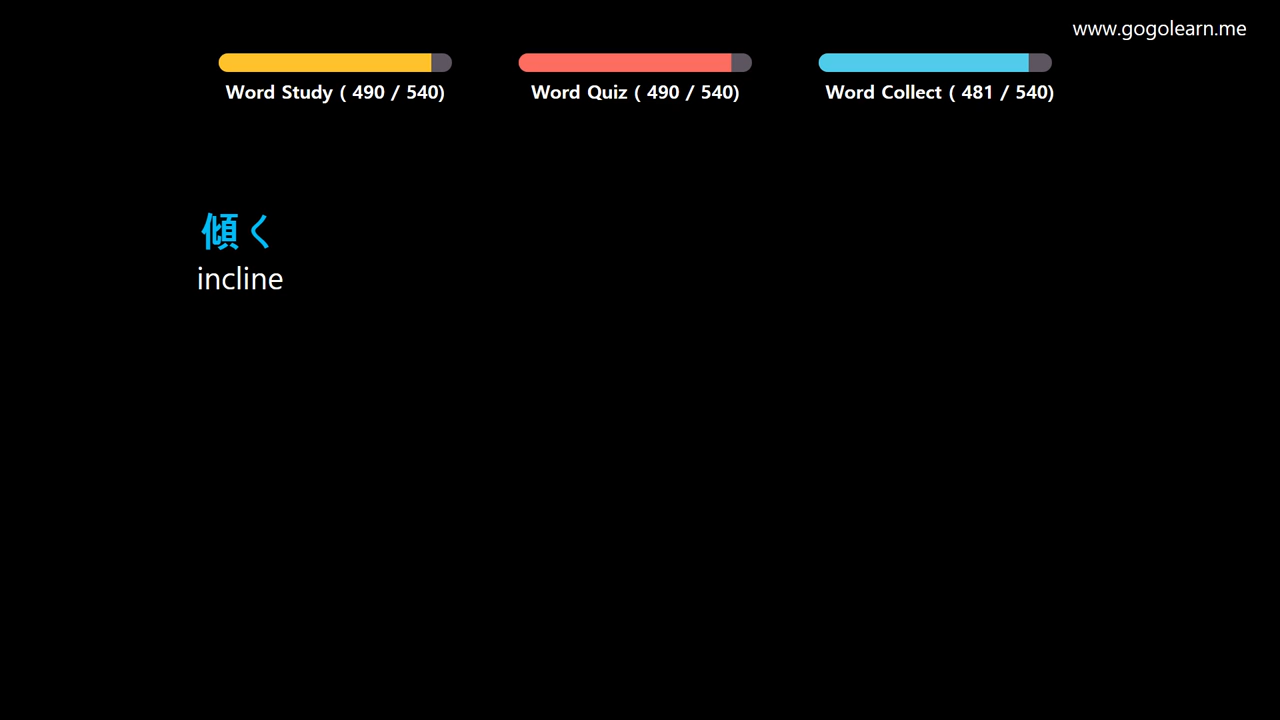 www.gogolearn.me
Word Study ( 490 / 540)
Word Quiz ( 490 / 540)
Word Collect ( 481 / 540)
傾く
incline